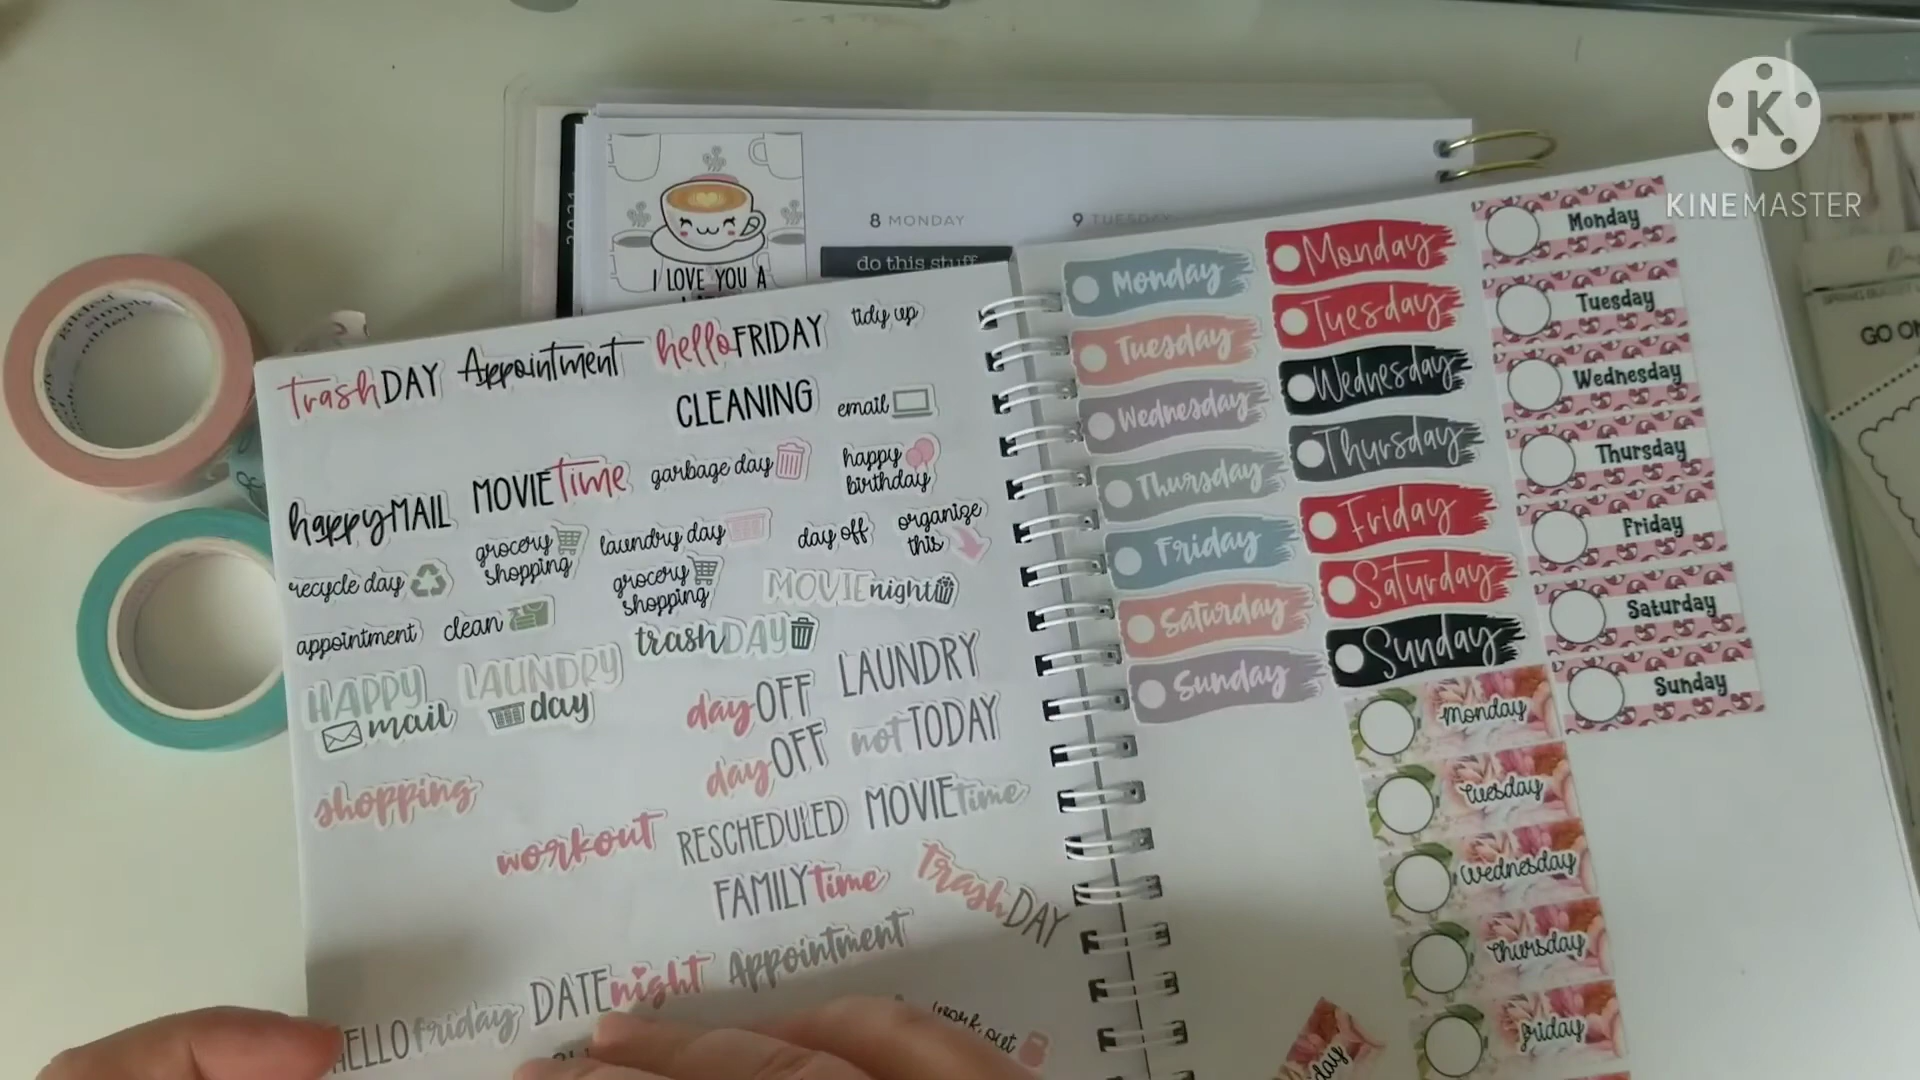 K
KINEMASTER
2021
8 MONDAY
9 TUESDAY
do this stuff
I LOVE YOU A
trashDAY
Appointment
helloFRIDAY
tidy up
CLEANING
email
happyMAIL
MOVIEtime
garbage day
happy
birthday
recycle day
grocery
shopping
laundry day
day off
organize
this
grocery
shopping
MOVIEnight
appointment
clean
trashDAY
HAPPY
mail
LAUNDRY
day
dayOFF
LAUNDRY
dayOFF
notTODAY
shopping
workout
RESCHEDULED
MOVIEtime
FAMILYtime
trashDAY
HELLOfriday
DATEnight
Appointment
work out
Monday
Tuesday
Wednesday
Thursday
Friday
Saturday
Sunday
Monday
Tuesday
Wednesday
Thursday
Friday
Saturday
Sunday
Monday
Tuesday
Wednesday
Thursday
Friday
Saturday
Sunday
Monday
Tuesday
Wednesday
Thursday
Friday
GO ON